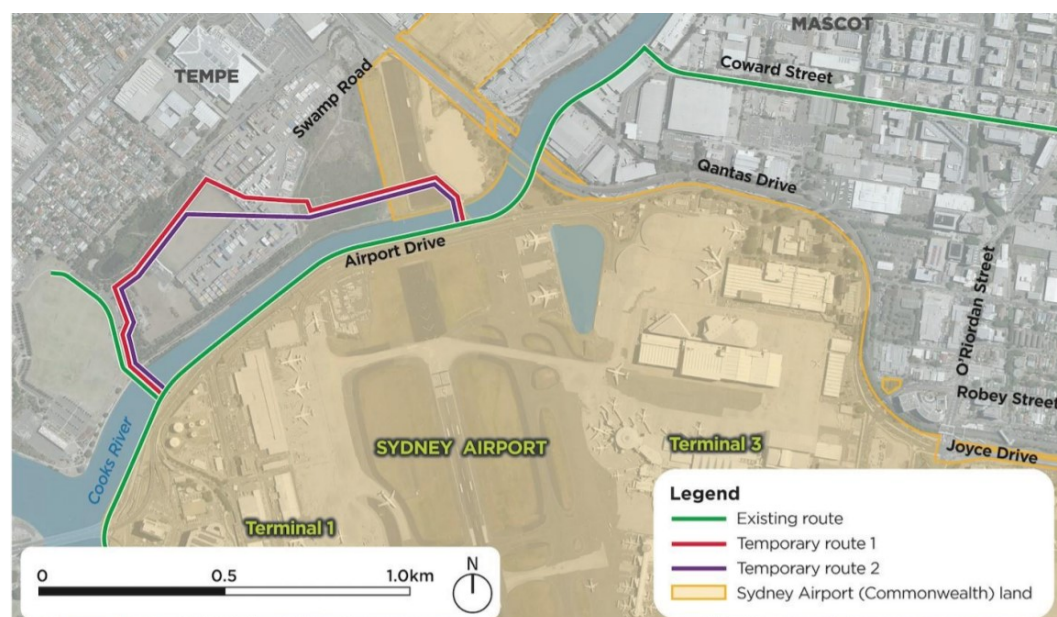 MASCOT
TEMPE
Swamp Road
Coward Street
Qantas Drive
Airport Drive
O'Riordan Street
Robey Street
Cooks River
SYDNEY AIRPORT
Terminal 3
Joyce Drive
Terminal 1
Legend
Existing route
Temporary route 1
Temporary route 2
Sydney Airport (Commonwealth) land
0 0.5 1.0km
N